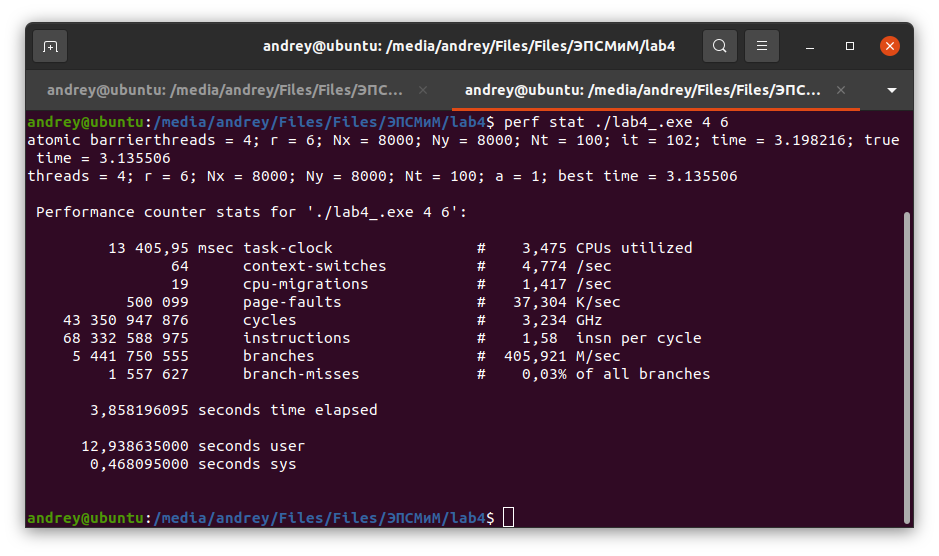 andrey@ubuntu: /media/andrey/Files/Files/ЭПСМиМ/lab4
andrey@ubuntu: /media/andrey/Files/Files/ЭПС...
andrey@ubuntu: /media/andrey/Files/Files/ЭПС...
andrey@ubuntu:/media/andrey/Files/Files/ЭПСМиМ/lab4$ perf stat ./lab4_.exe 4 6
atomic barrierthreads = 4; r = 6; Nx = 8000; Ny = 8000; Nt = 100; it = 102; time = 3.198216; true
time = 3.135506
threads = 4; r = 6; Nx = 8000; Ny = 8000; Nt = 100; a = 1; best time = 3.135506
Performance counter stats for './lab4_.exe 4 6':
13 405,95 msec task-clock # 3,475 CPUs utilized
64 context-switches # 4,774 /sec
19 cpu-migrations # 1,417 /sec
500 099 page-faults # 37,304 K/sec
43 350 947 876 cycles # 3,234 GHz
68 332 588 975 instructions # 1,58 insn per cycle
5 441 750 555 branches # 405,921 M/sec
1 557 627 branch-misses # 0,03% of all branches
3,858196095 seconds time elapsed
12,938635000 seconds user
0,468095000 seconds sys
andrey@ubuntu:/media/andrey/Files/Files/ЭПСМиМ/lab4$